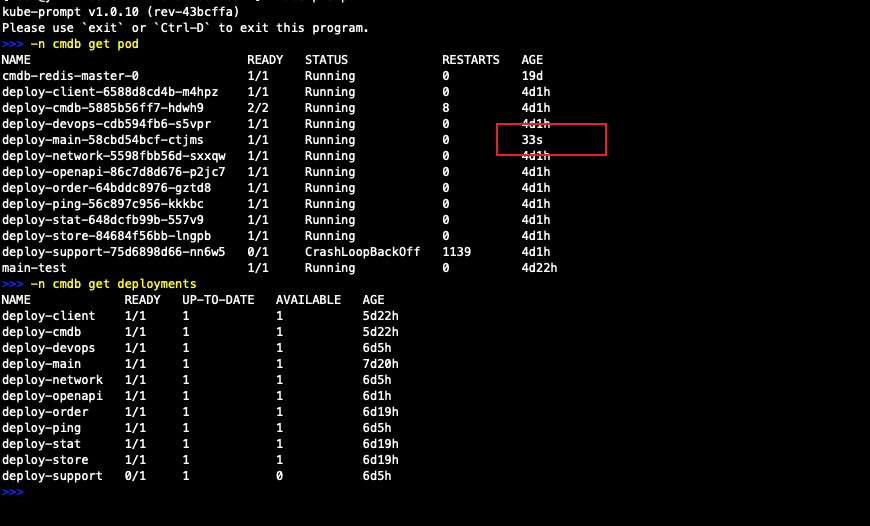 kube-prompt v1.0.10 (rev-43bcffa)
Please use `exit` or `Ctrl-D` to exit this program.
>>> -n cmdb get pod
NAME READY STATUS RESTARTS AGE
cmdb-redis-master-0 1/1 Running 0 19d
deploy-client-6588d8cd4b-m4hpz 1/1 Running 0 4d1h
deploy-cmdb-5885b56ff7-hdwh9 2/2 Running 8 4d1h
deploy-devops-cdb594fb6-s5vpr 1/1 Running 0 4d1h
deploy-main-58cbd54bcf-ctjms 1/1 Running 0 33s
deploy-network-5598fbb56d-sxxqw 1/1 Running 0 4d1h
deploy-openapi-86c7d8d676-p2jc7 1/1 Running 0 4d1h
deploy-order-64bddc8976-gztd8 1/1 Running 0 4d1h
deploy-ping-56c897c956-kkkbc 1/1 Running 0 4d1h
deploy-stat-648dcfb99b-557v9 1/1 Running 0 4d1h
deploy-store-84684f56bb-lngpb 1/1 Running 0 4d1h
deploy-support-75d6898d66-nn6w5 0/1 CrashLoopBackOff 1139 4d1h
main-test 1/1 Running 0 4d22h
>>> -n cmdb get deployments
NAME READY UP-TO-DATE AVAILABLE AGE
deploy-client 1/1 1 1 5d22h
deploy-cmdb 1/1 1 1 5d22h
deploy-devops 1/1 1 1 6d5h
deploy-main 1/1 1 1 7d20h
deploy-network 1/1 1 1 6d5h
deploy-openapi 1/1 1 1 6d1h
deploy-order 1/1 1 1 6d19h
deploy-ping 1/1 1 1 6d5h
deploy-stat 1/1 1 1 6d19h
deploy-store 1/1 1 1 6d19h
deploy-support 0/1 1 0 6d5h
>>>